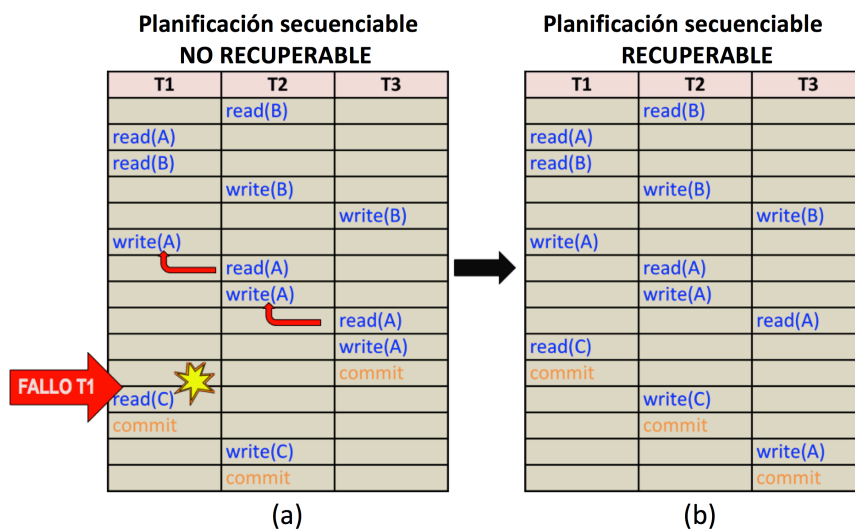 Planificación secuenciable
NO RECUPERABLE
T1 T2 T3
read(B)
read(A)
read(B)
write(B)
write(B)
write(A)
read(A)
write(A)
read(A)
write(A)
commit
FALLO T1
read(C)
commit
write(C)
commit
(a)
Planificación secuenciable
RECUPERABLE
T1 T2 T3
read(B)
read(A)
read(B)
write(B)
write(B)
write(A)
read(A)
write(A)
read(A)
read(C)
commit
write(C)
commit
write(A)
commit
(b)